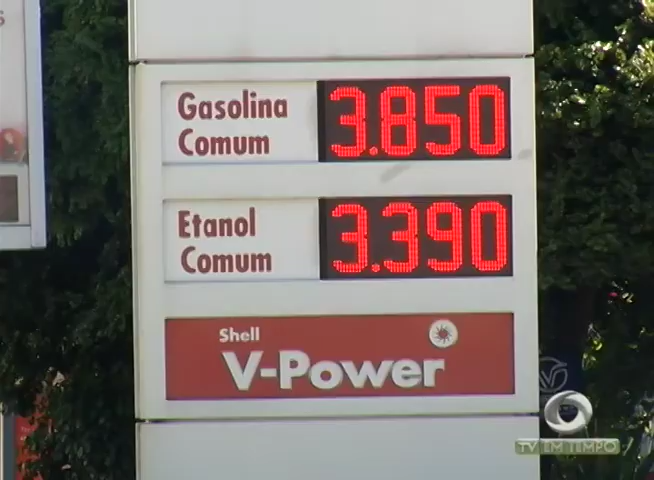 Gasolina
Comum
3.850
Etanol
Comum
3.390
Shell
V-Power
TV EM TEMPO